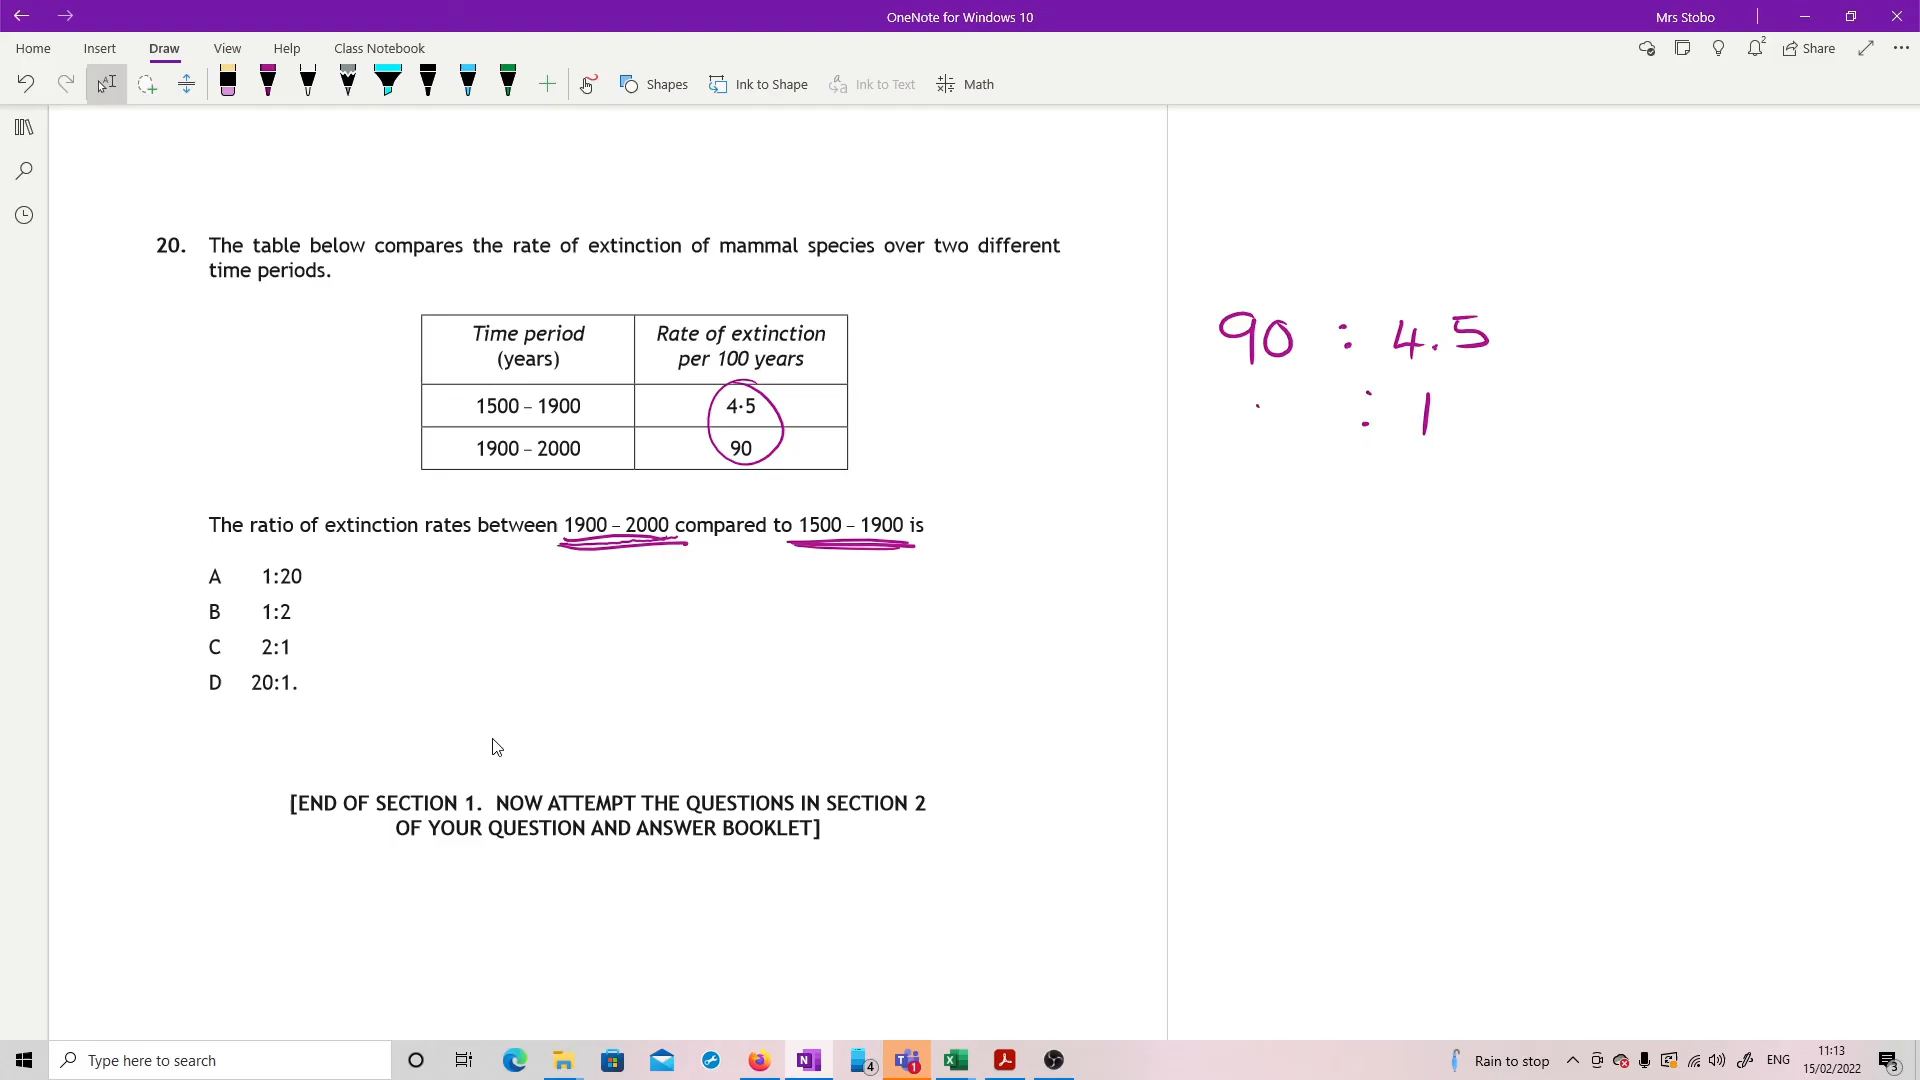 OneNote for Windows 10
Mrs Stobo
Home Insert Draw View Help Class Notebook
2
Share
Shapes Ink to Shape Ink to Text Math
20. The table below compares the rate of extinction of mammal species over two different
time periods.
Time period
(years)
Rate of extinction
per 100 years
1500 – 1900 4·5
1900 – 2000 90
90 : 4.5
: 1
The ratio of extinction rates between 1900 – 2000 compared to 1500 – 1900 is
A 1:20
B 1:2
C 2:1
D 20:1.
[END OF SECTION 1. NOW ATTEMPT THE QUESTIONS IN SECTION 2
OF YOUR QUESTION AND ANSWER BOOKLET]
Type here to search
4
1
Rain to stop
ENG
11:13
15/02/2022
3